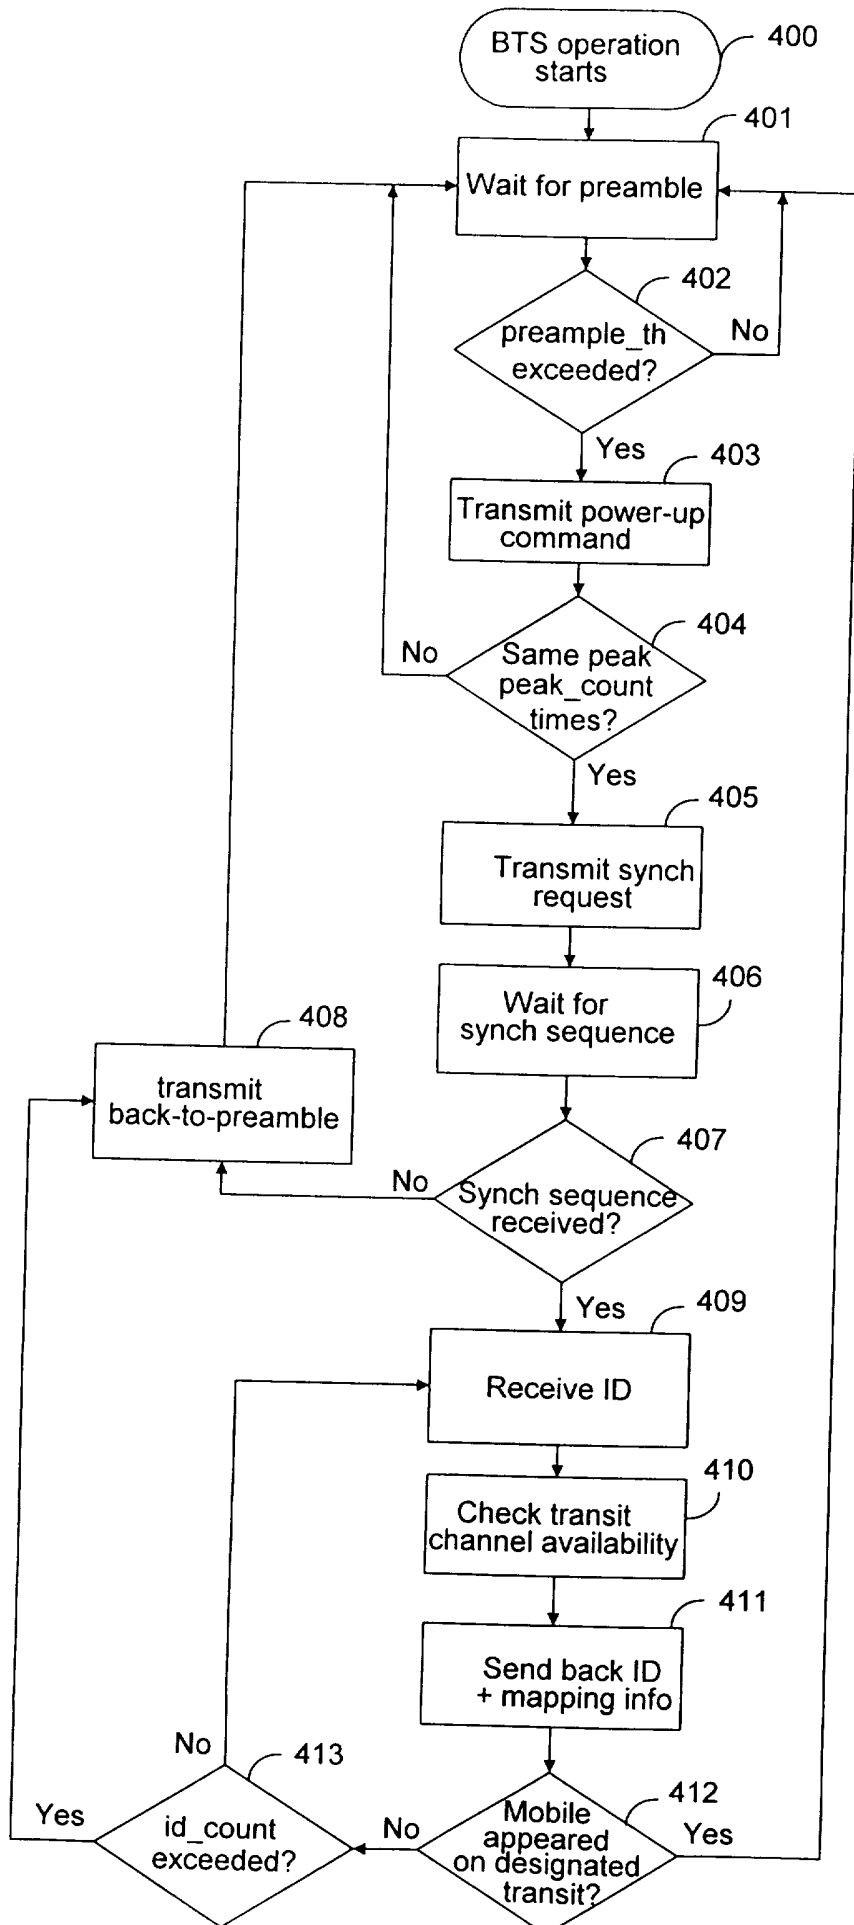 BTS operation
starts
400
401
Wait for preamble
402
preample_th
exceeded?
No
Yes
403
Transmit power-up
command
404
Same peak
peak_count
times?
No
Yes
405
Transmit synch
request
406
Wait for
synch sequence
408
transmit
back-to-preamble
407
Synch sequence
received?
No
Yes
409
Receive ID
410
Check transit
channel availability
411
Send back ID
+ mapping info
412
Mobile
appeared
on designated
transit?
No
Yes
413
id_count
exceeded?
No
Yes